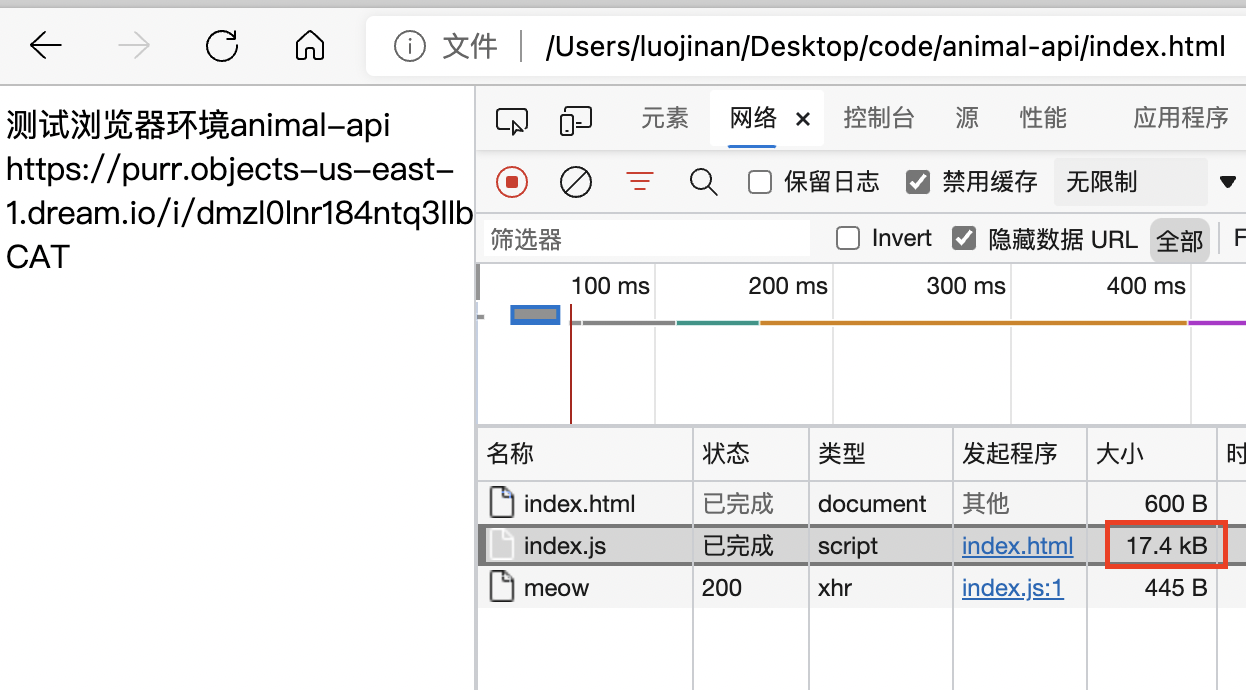 文件 /Users/luojinan/Desktop/code/animal-api/index.html
测试浏览器环境animal-api
https://purr.objects-us-east-
1.dream.io/i/dmzl0lnr184ntq3llb
CAT
元素 网络 × 控制台 源 性能 应用程序
保留日志 禁用缓存 无限制
筛选器 Invert 隐藏数据 URL 全部 F
100 ms 200 ms 300 ms 400 ms
名称 状态 类型 发起程序 大小 时
index.html 已完成 document 其他 600 B
index.js 已完成 script index.html 17.4 kB
meow 200 xhr index.js:1 445 B